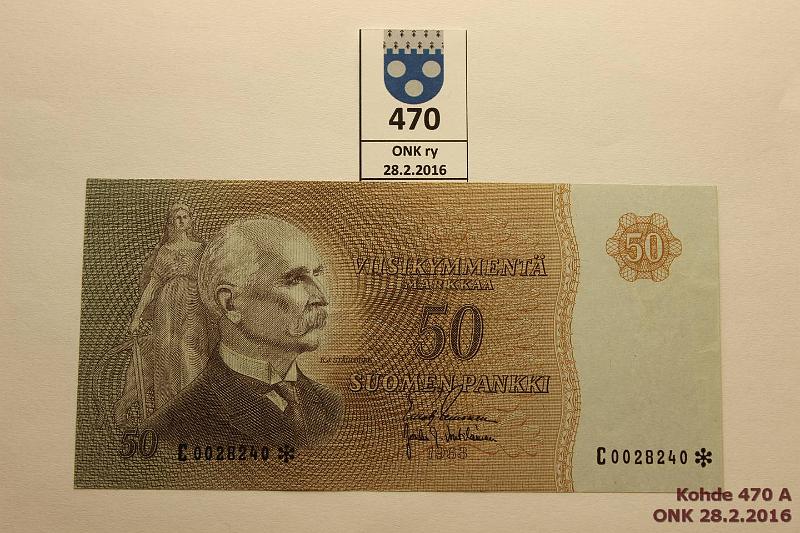 470
ONK ry
28.2.2016
50
VIISIKYMMENTÄ
MARKKAA
50
K.J. STÅHLBERG
SUOMEN PANKKI
1963
50
C0028240*
C0028240*
Kohde 470 A
ONK 28.2.2016